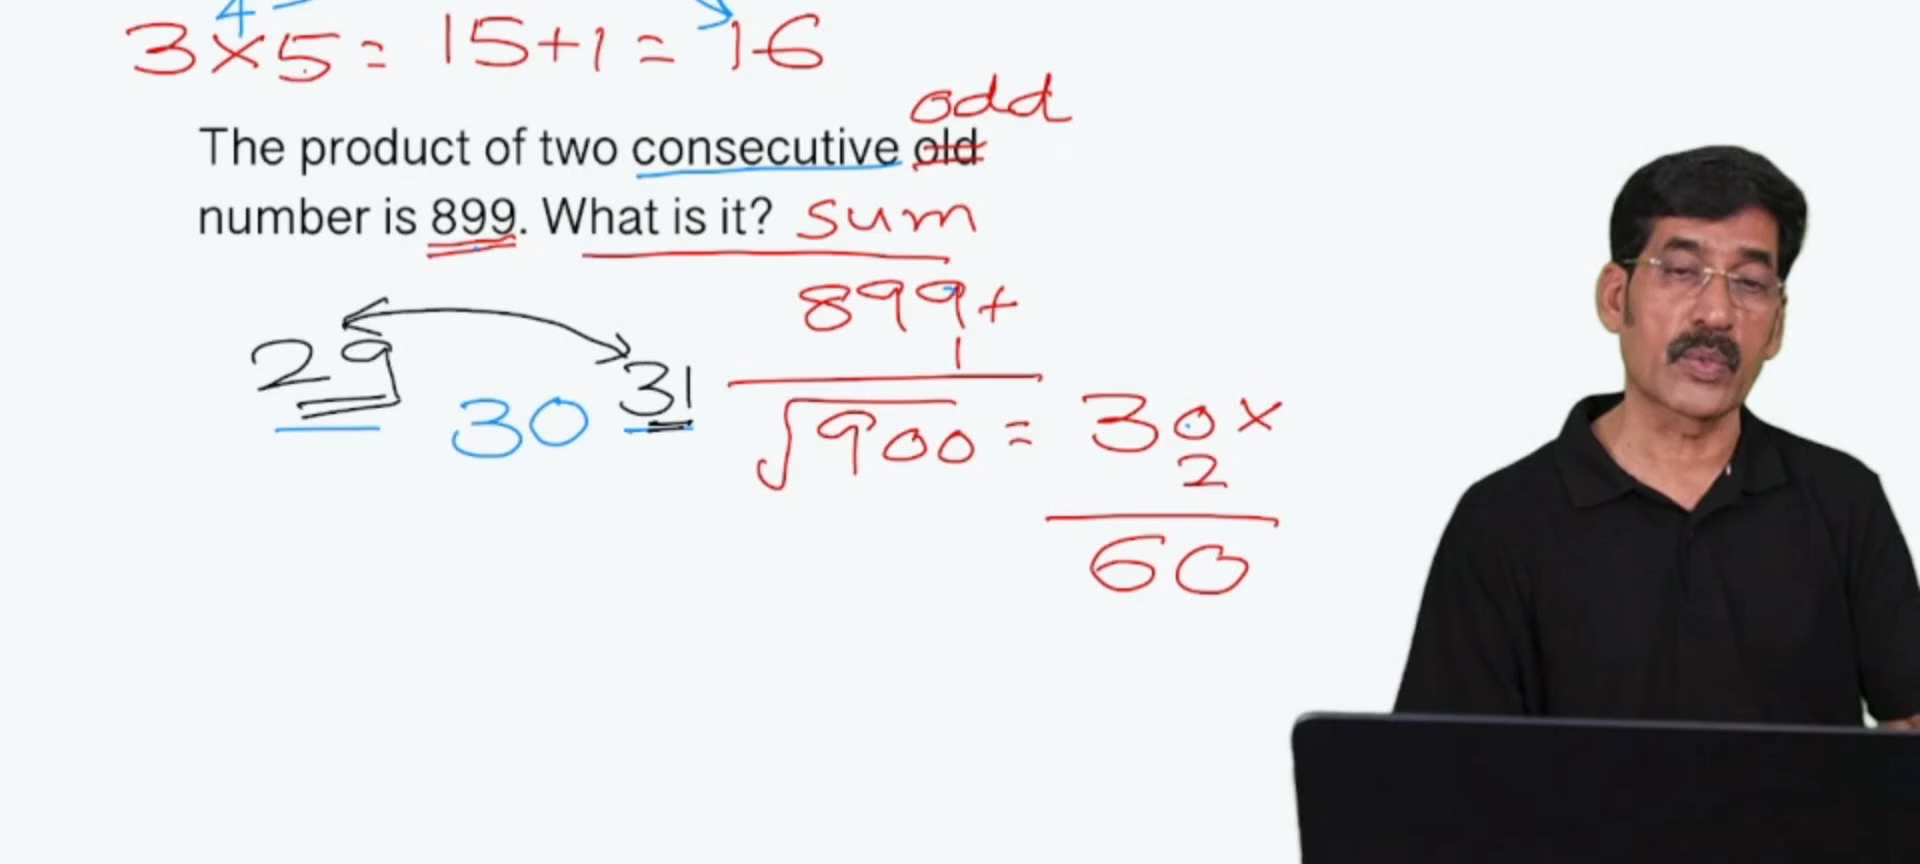 4
3×5 = 15+1 = 16
odd
The product of two consecutive old
number is 899. What is it? sum
899+
1
29 30 31
√900 = 30×
2
60